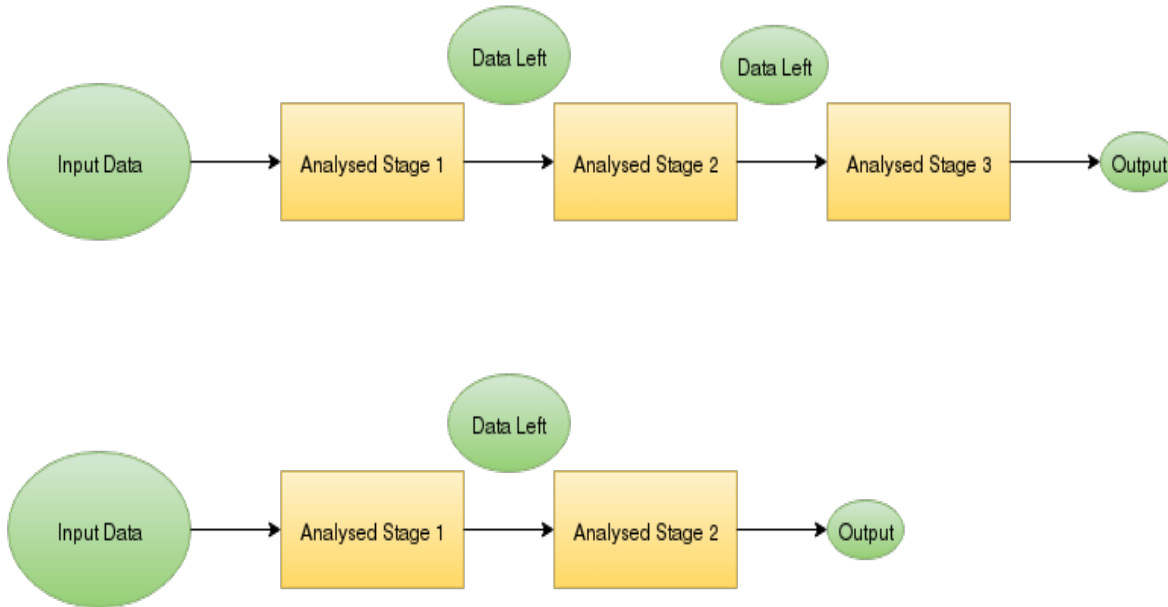 Data Left
Data Left
Input Data
Analysed Stage 1
Analysed Stage 2
Analysed Stage 3
Output
Data Left
Input Data
Analysed Stage 1
Analysed Stage 2
Output